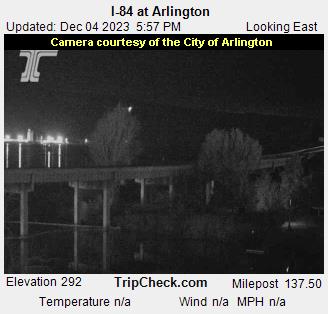 I-84 at Arlington
Updated: Dec 04 2023 5:57 PM Looking East
Camera courtesy of the City of Arlington
Elevation 292 TripCheck.com Milepost 137.50
Temperature n/a Wind n/a MPH n/a